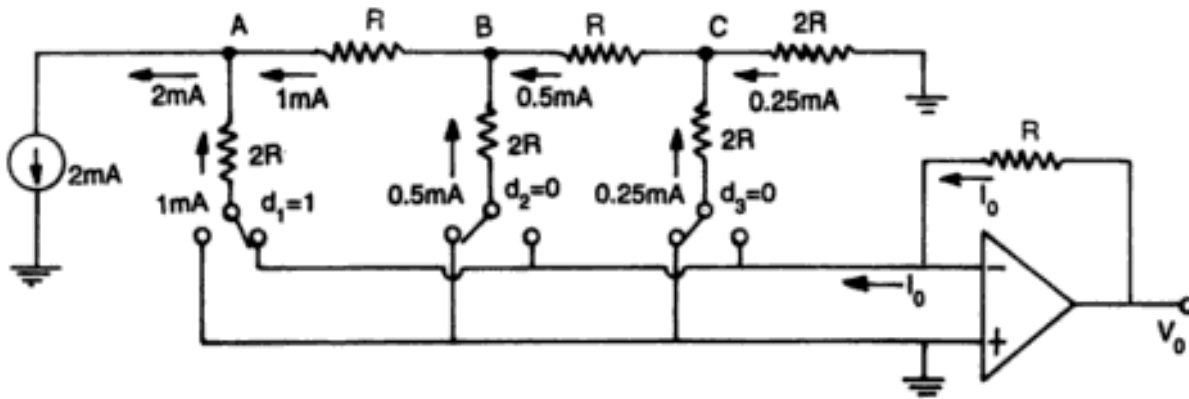 A R B R C 2R
2mA 1mA 0.5mA 0.25mA
2mA 2R 2R 2R R
1mA d₁=1 0.5mA d₂=0 0.25mA d₃=0 I₀
I₀
− 
+ V₀